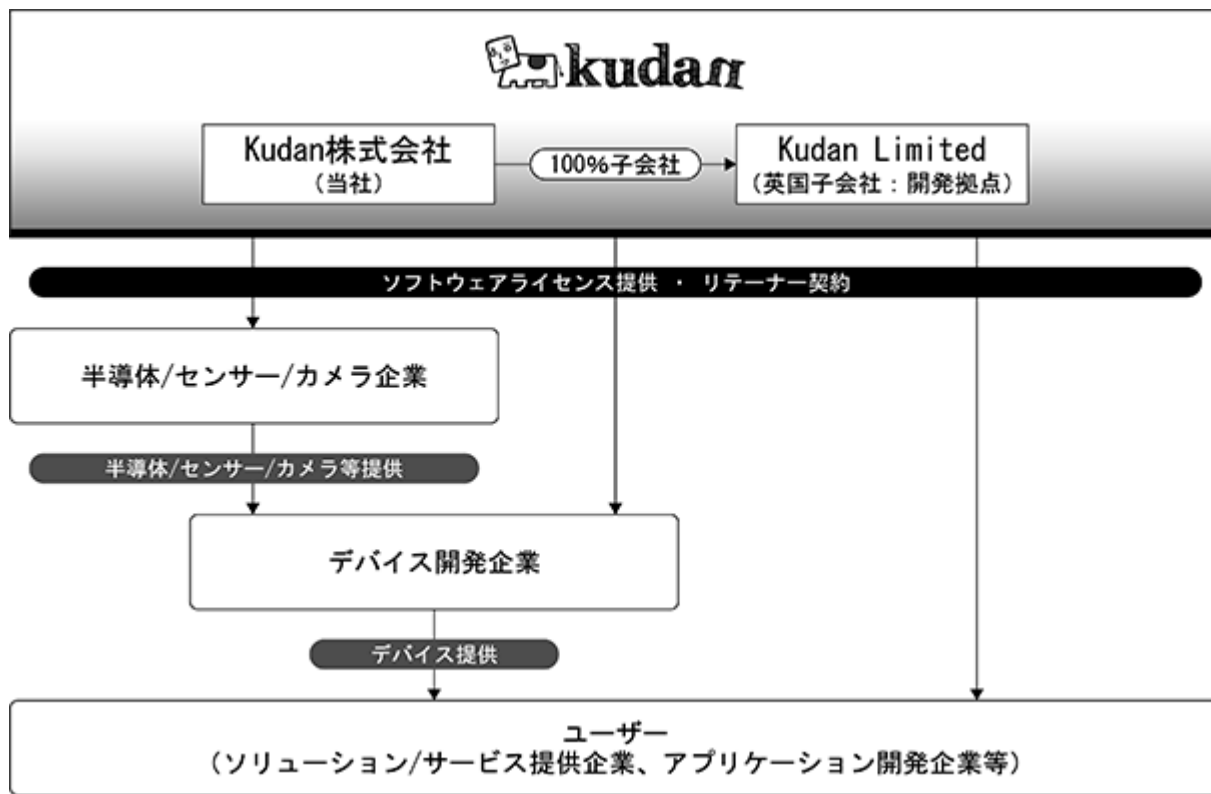 kudan
Kudan株式会社
（当社）
100%子会社
Kudan Limited
（英国子会社：開発拠点）
ソフトウェアライセンス提供 ・ リテーナー契約
半導体/センサー/カメラ企業
半導体/センサー/カメラ等提供
デバイス開発企業
デバイス提供
ユーザー
（ソリューション/サービス提供企業、アプリケーション開発企業等）